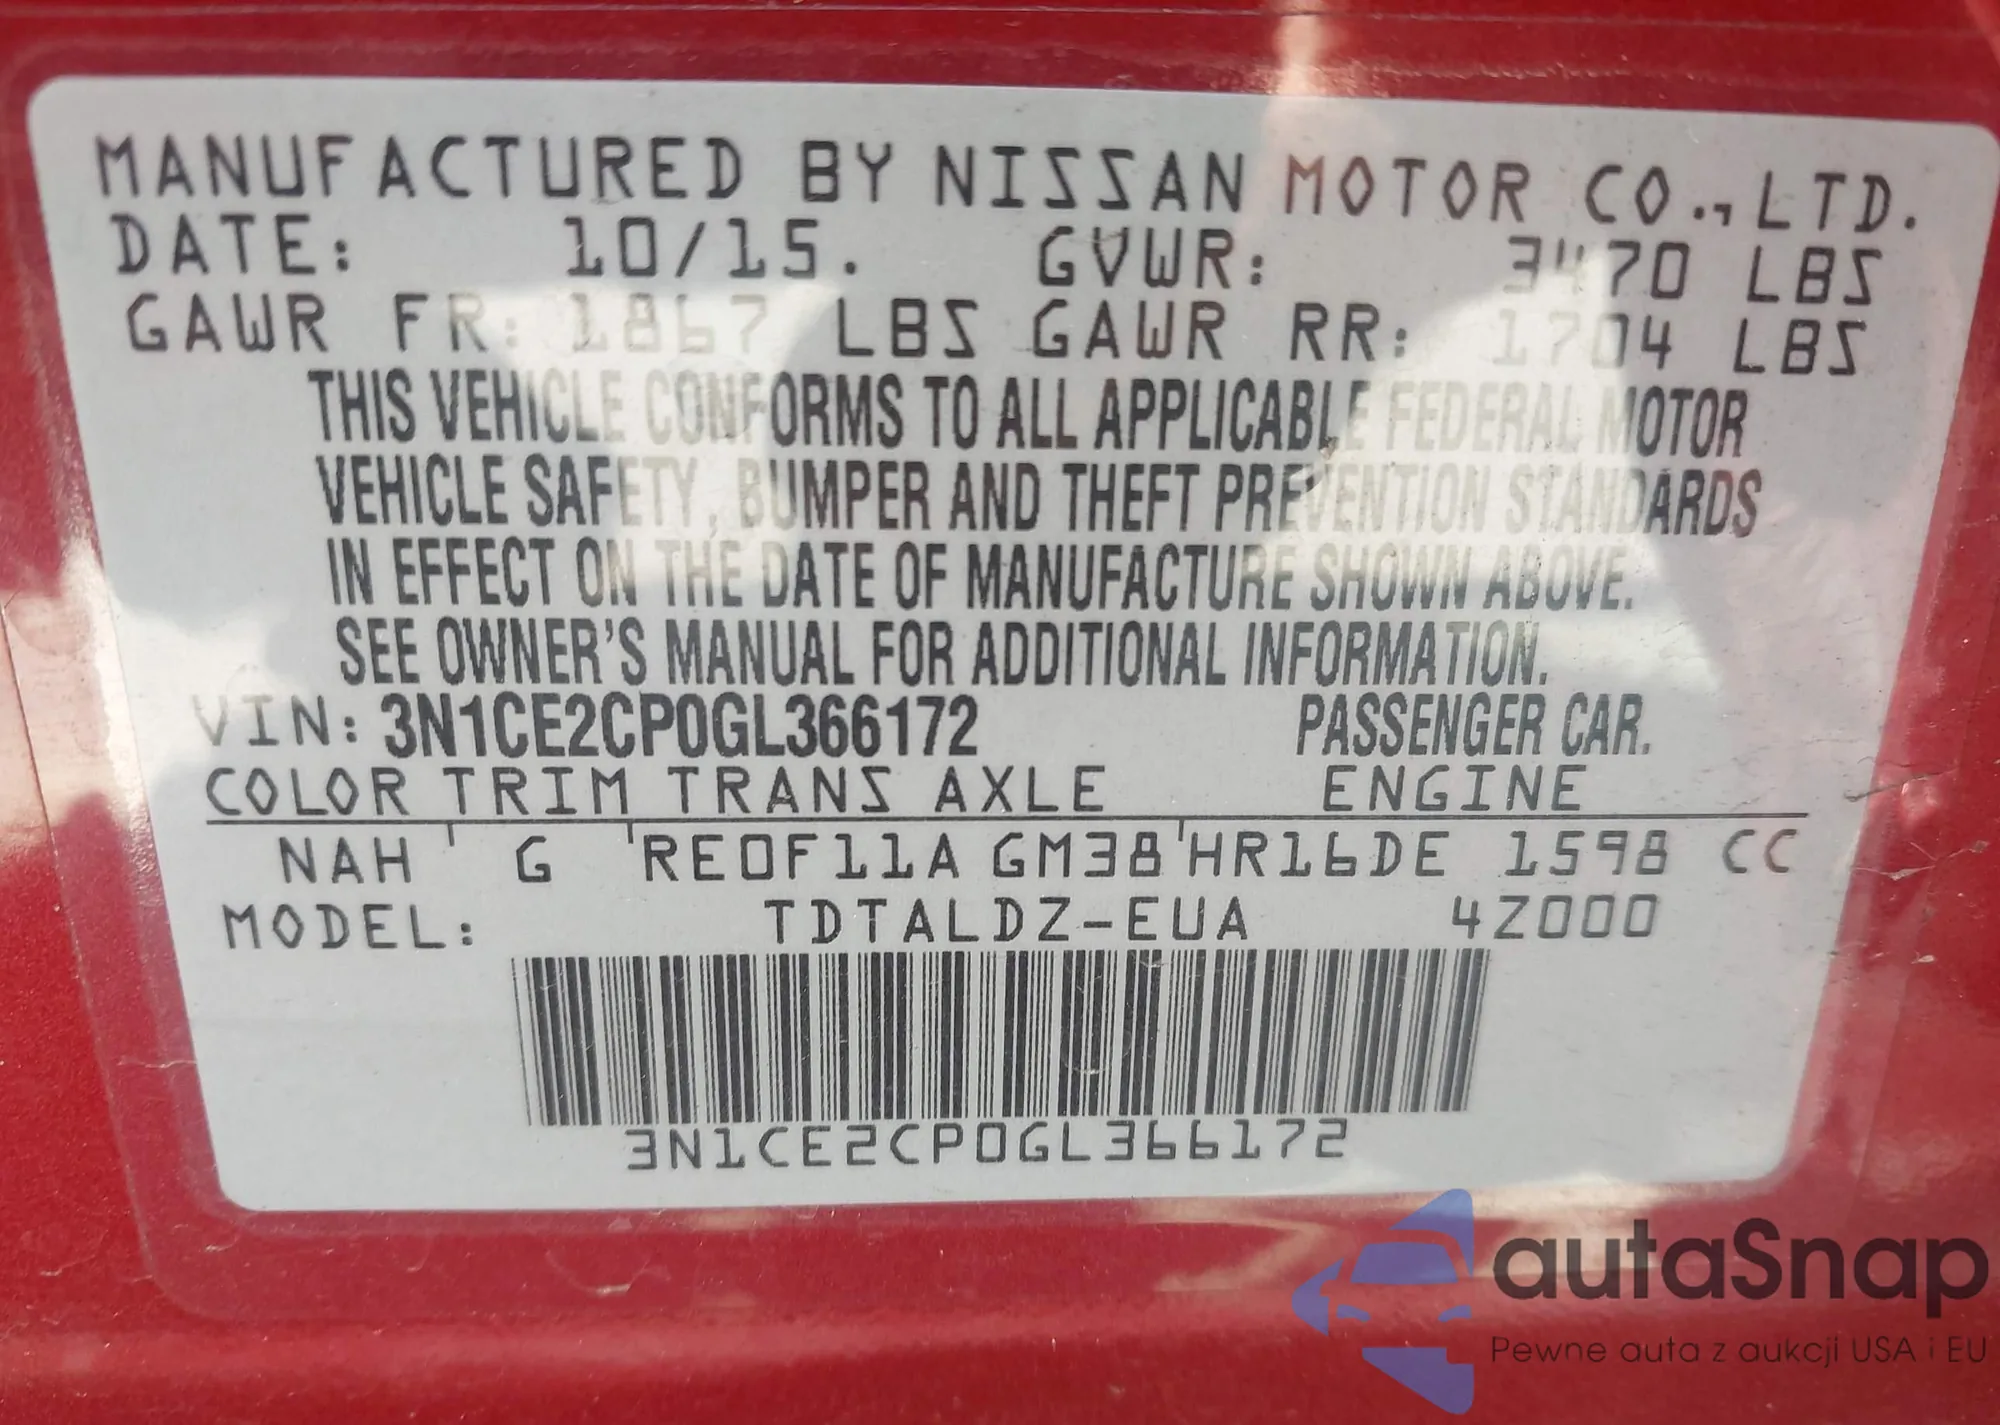 MANUFACTURED BY NISSAN MOTOR CO.,LTD.
DATE: 10/15. GVWR: 3470 LBS
GAWR FR: 1867 LBS GAWR RR: 1704 LBS
THIS VEHICLE CONFORMS TO ALL APPLICABLE FEDERAL MOTOR
VEHICLE SAFETY, BUMPER AND THEFT PREVENTION STANDARDS
IN EFFECT ON THE DATE OF MANUFACTURE SHOWN ABOVE.
SEE OWNER'S MANUAL FOR ADDITIONAL INFORMATION.
VIN: 3N1CE2CP0GL366172 PASSENGER CAR.
COLOR TRIM TRANS AXLE ENGINE
NAH ' G 'RE0F11A GM38'HR16DE 1598 CC
MODEL: TDTALDZ-EUA 4Z000
3N1CE2CP0GL366172
autaSnap
Pewne auta z aukcji USA i EU